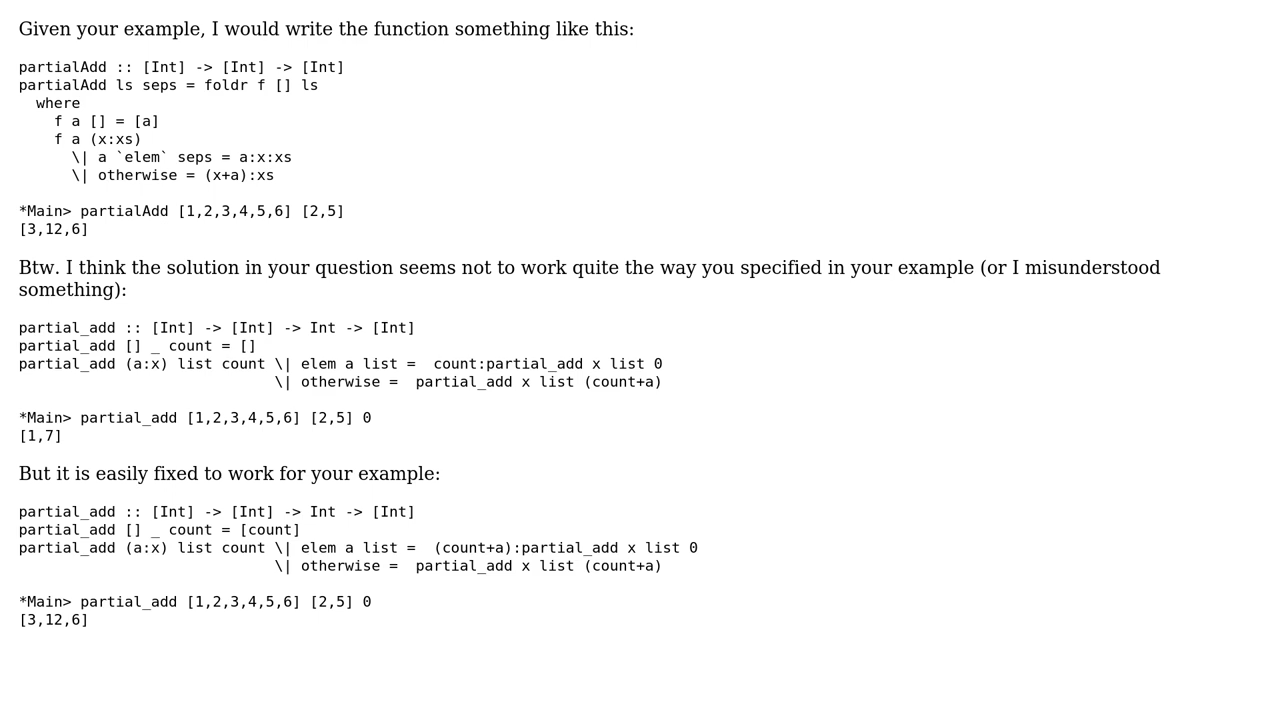 Given your example, I would write the function something like this:
partialAdd :: [Int] -> [Int] -> [Int]
partialAdd ls seps = foldr f [] ls
  where
    f a [] = [a]
    f a (x:xs)
      \| a `elem` seps = a:x:xs
      \| otherwise = (x+a):xs
*Main> partialAdd [1,2,3,4,5,6] [2,5]
[3,12,6]
Btw. I think the solution in your question seems not to work quite the way you specified in your example (or I misunderstood
something):
partial_add :: [Int] -> [Int] -> Int -> [Int]
partial_add [] _ count = []
partial_add (a:x) list count \| elem a list =  count:partial_add x list 0
                             \| otherwise =  partial_add x list (count+a)
*Main> partial_add [1,2,3,4,5,6] [2,5] 0
[1,7]
But it is easily fixed to work for your example:
partial_add :: [Int] -> [Int] -> Int -> [Int]
partial_add [] _ count = [count]
partial_add (a:x) list count \| elem a list =  (count+a):partial_add x list 0
                             \| otherwise =  partial_add x list (count+a)
*Main> partial_add [1,2,3,4,5,6] [2,5] 0
[3,12,6]